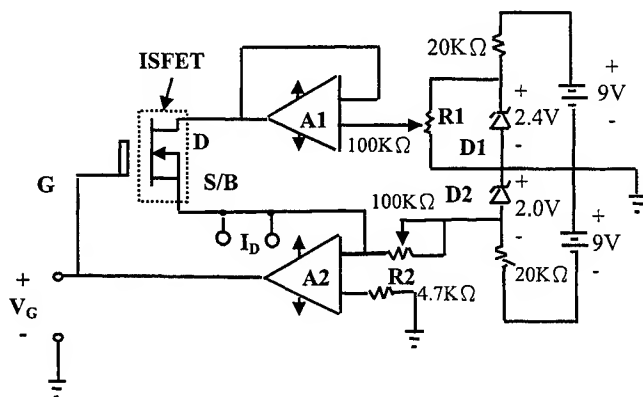 ISFET
20KΩ
+
9V
-
A1
R1
+
2.4V
-
D1
100KΩ
D
G
S/B
D2
+
2.0V
-
100KΩ
+
9V
-
I_D
A2
R2
4.7KΩ
20KΩ
+
V_G
-